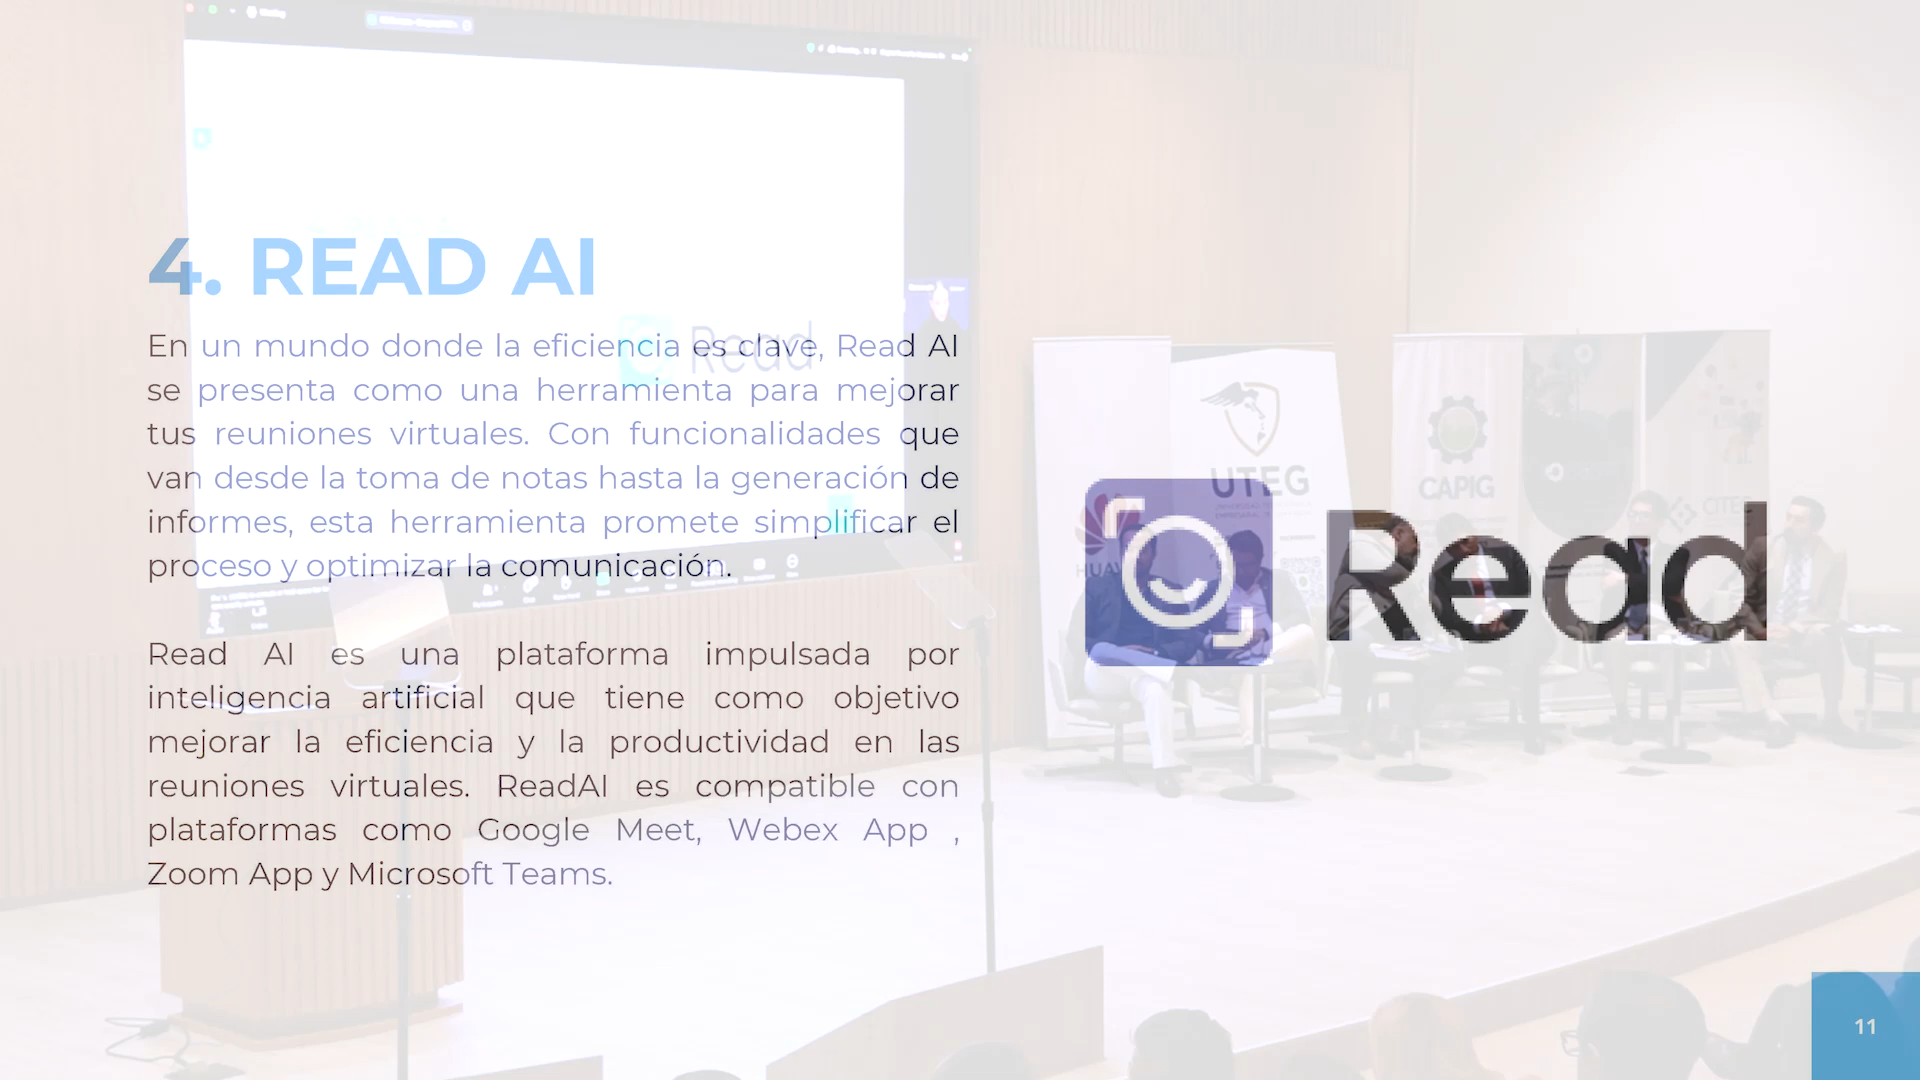 4. READ AI
En un mundo donde la eficiencia es clave, Read AI
se presenta como una herramienta para mejorar
tus reuniones virtuales. Con funcionalidades que
van desde la toma de notas hasta la generación de
informes, esta herramienta promete simplificar el
proceso y optimizar la comunicación.
Read AI es una plataforma impulsada por
inteligencia artificial que tiene como objetivo
mejorar la eficiencia y la productividad en las
reuniones virtuales. ReadAI es compatible con
plataformas como Google Meet, Webex App ,
Zoom App y Microsoft Teams.
Read
Read
UTEG
CAPIG
HUAW
CITEC
11